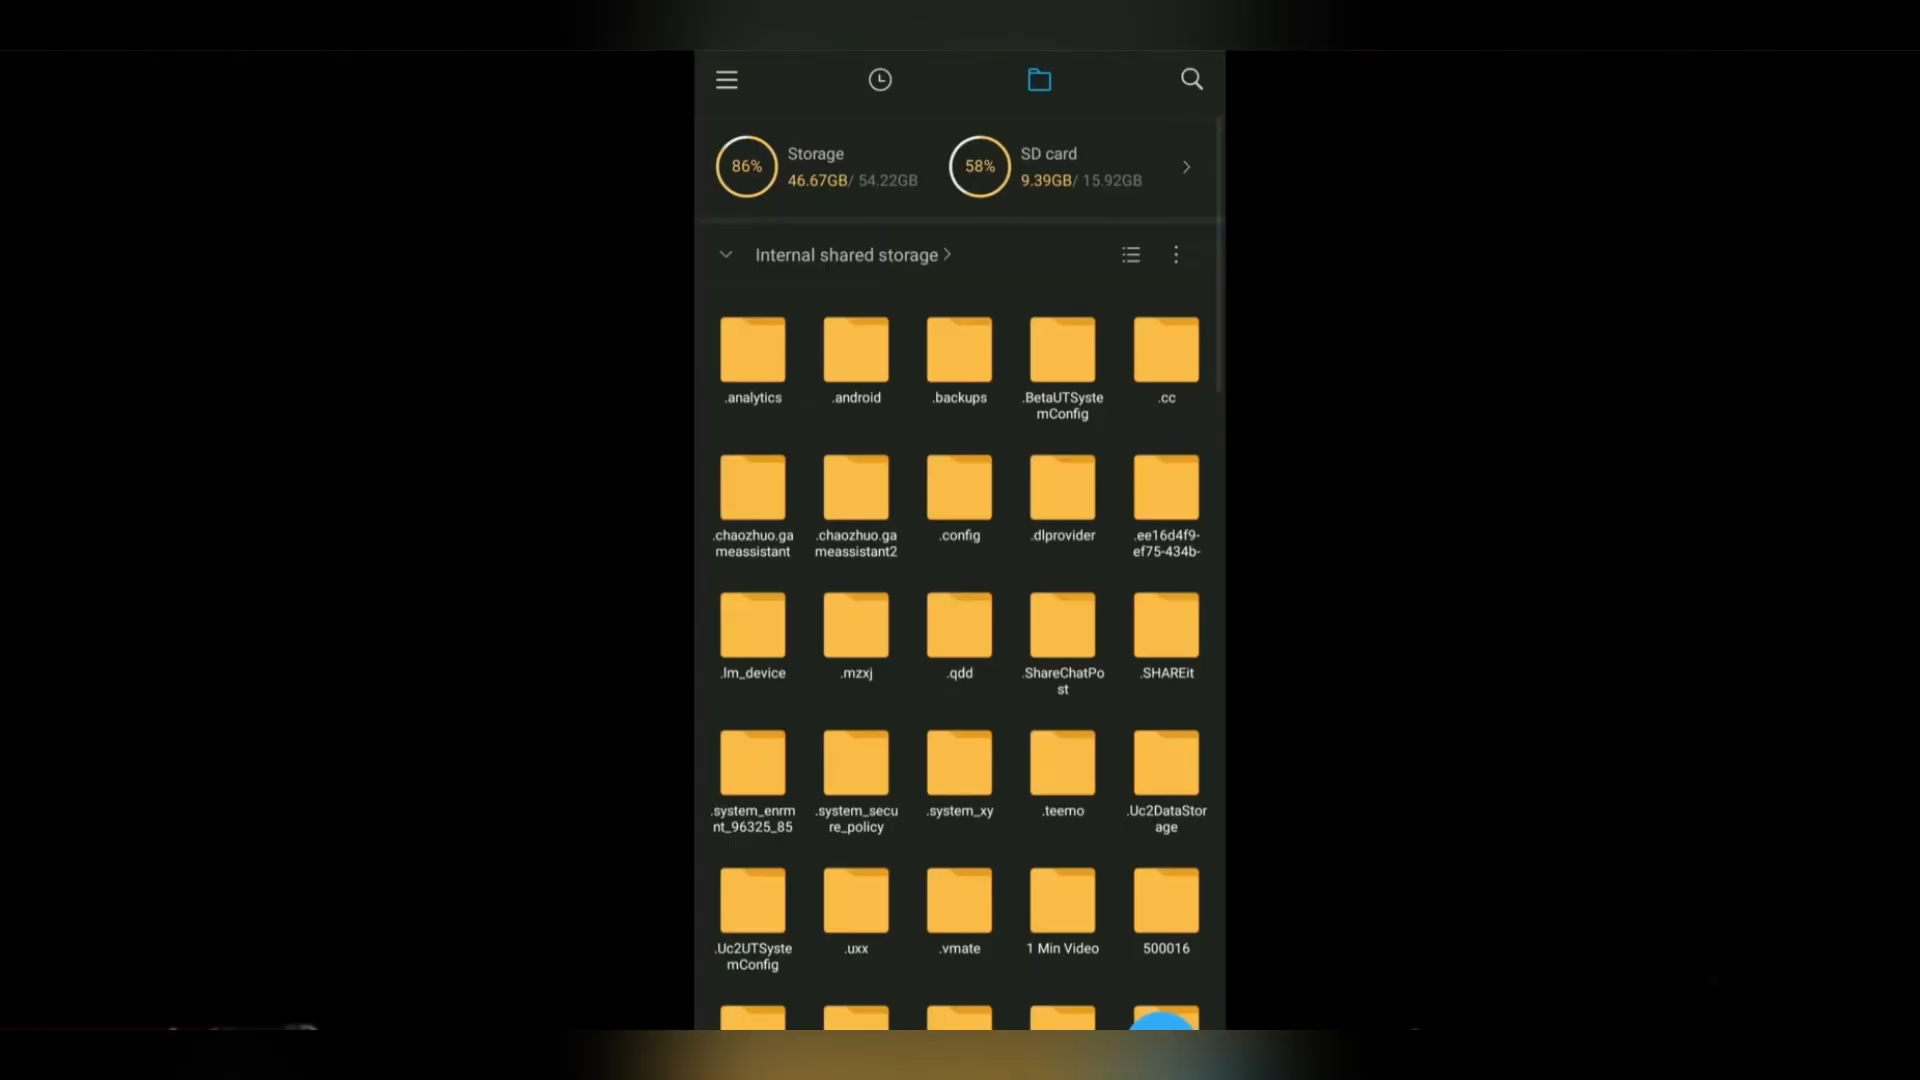 86%
Storage
46.67GB/ 54.22GB
58%
SD card
9.39GB/ 15.92GB
Internal shared storage
.analytics
.android
.backups
.BetaUTSyste
mConfig
.cc
.chaozhuo.ga
meassistant
.chaozhuo.ga
meassistant2
.config
.dlprovider
.ee16d4f9-
ef75-434b-
.lm_device
.mzxj
.qdd
.ShareChatPo
st
.SHAREit
.system_enrm
nt_96325_85
.system_secu
re_policy
.system_xy
.teemo
.Uc2DataStor
age
.Uc2UTSyste
mConfig
.uxx
.vmate
1 Min Video
500016